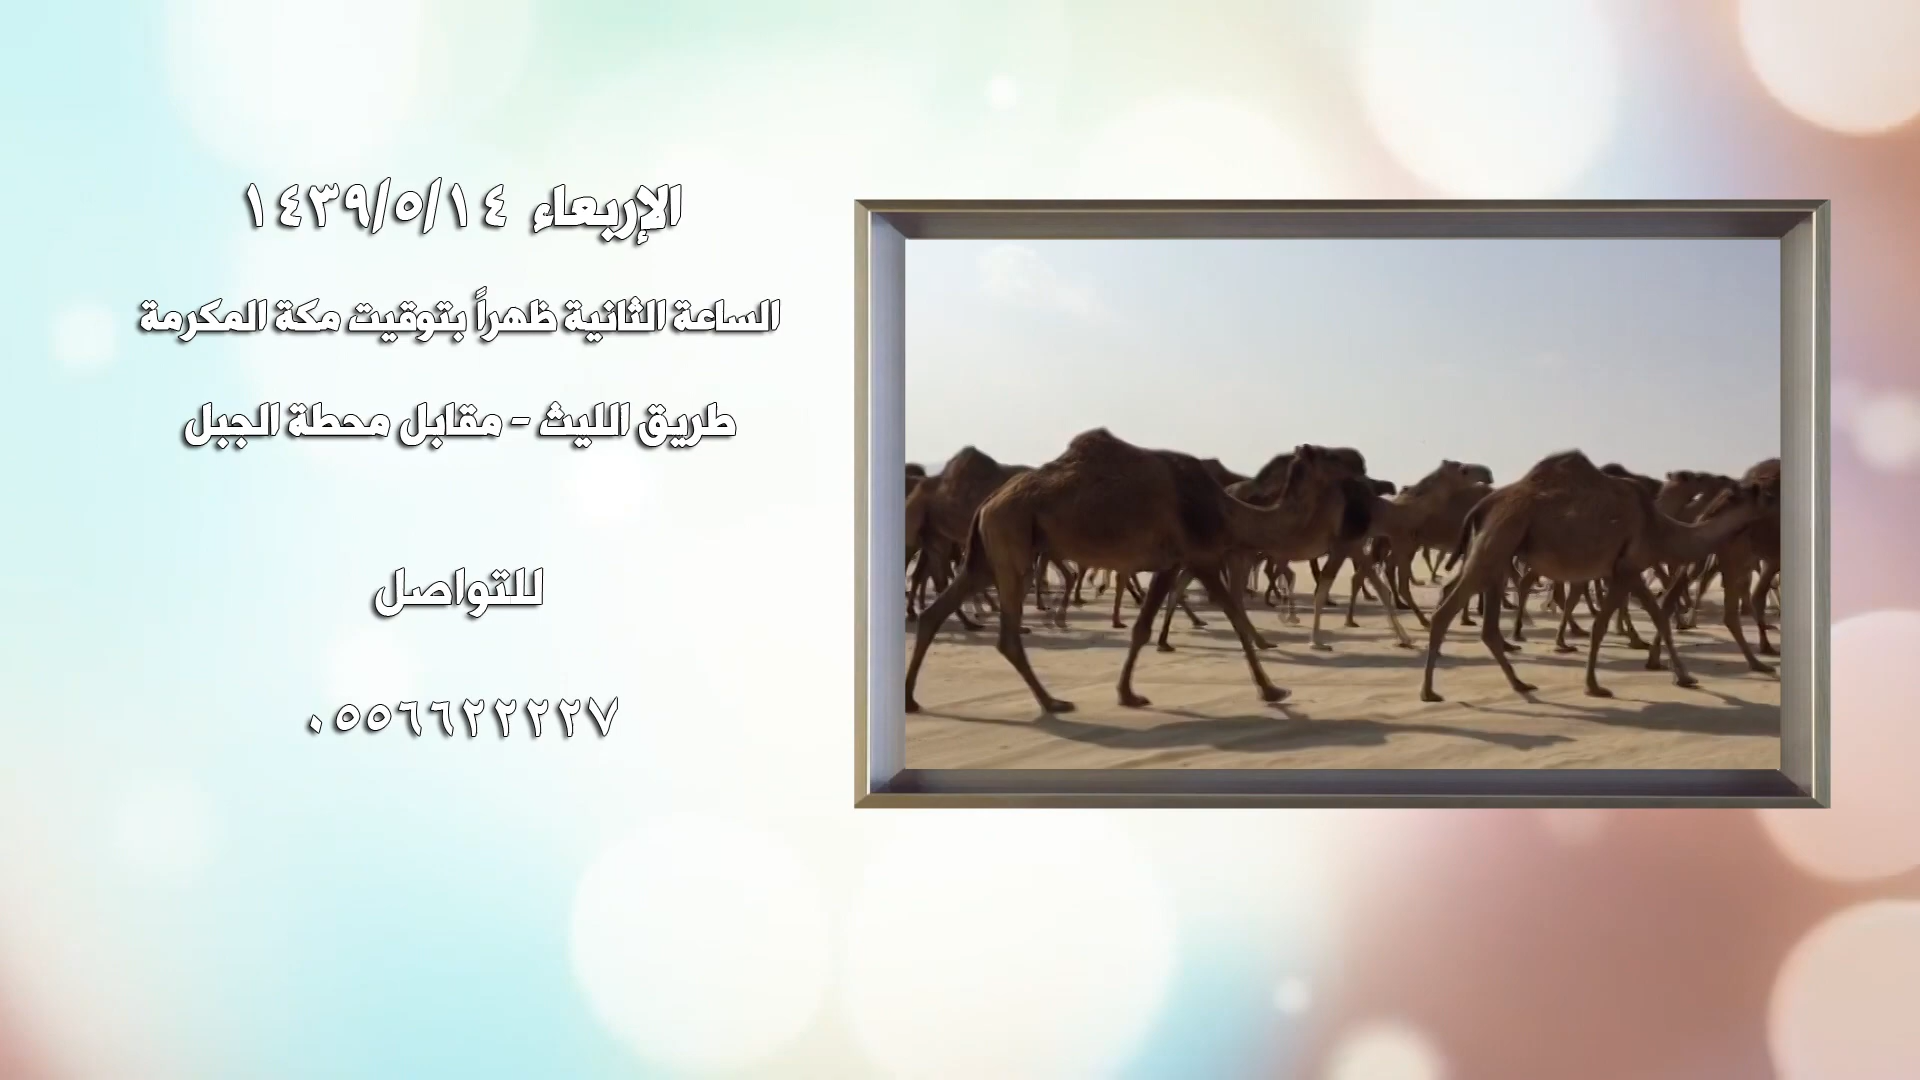 الإربعاء ١٤٣٩/٥/١٤
الساعة الثانية ظهراً بتوقيت مكة المكرمة
طريق الليث - مقابل محطة الجبل
للتواصل
٠٥٥٦٦٢٢٢٢٧